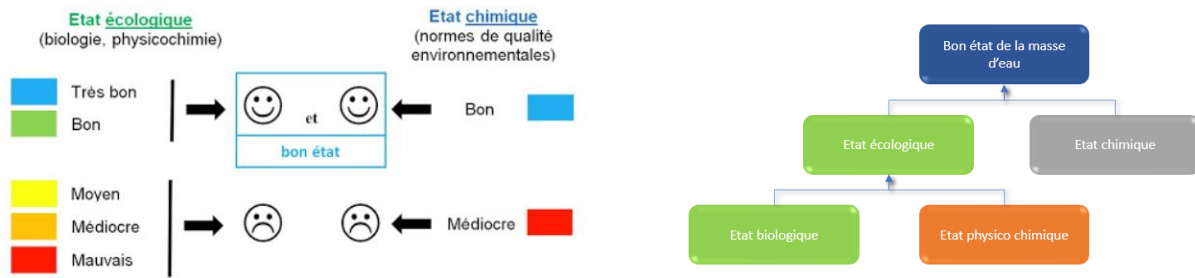 Etat écologique
(biologie, physicochimie)
Etat chimique
(normes de qualité
environnementales)
Très bon
Bon
et
Bon
bon état
Moyen
Médiocre
Mauvais
Médiocre
Bon état de la masse
d'eau
Etat écologique
Etat chimique
Etat biologique
Etat physico chimique